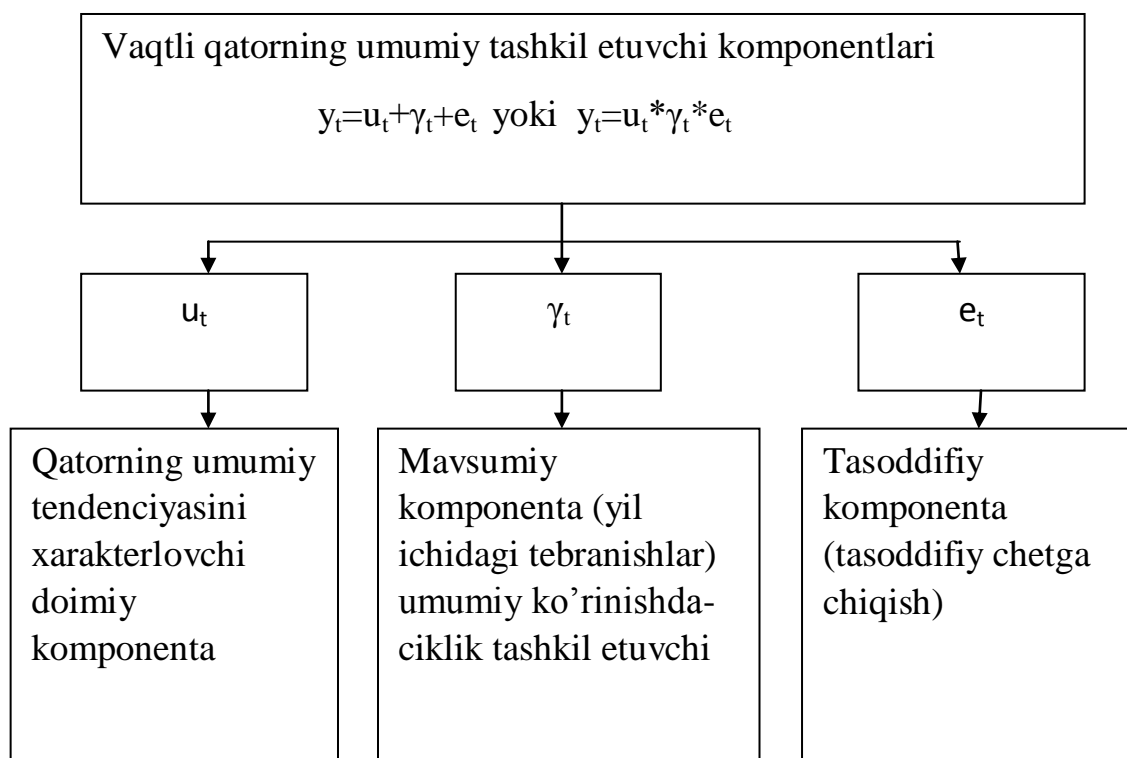 Vaqtli qatorning umumiy tashkil etuvchi komponentlari
yₜ=uₜ+γₜ+eₜ yoki yₜ=uₜ*γₜ*eₜ
uₜ
γₜ
eₜ
Qatorning umumiy
tendenciyasini
xarakterlovchi
doimiy
komponenta
Mavsumiy
komponenta (yil
ichidagi tebranishlar)
umumiy ko’rinishda-
ciklik tashkil etuvchi
Tasoddifiy
komponenta
(tasoddifiy chetga
chiqish)